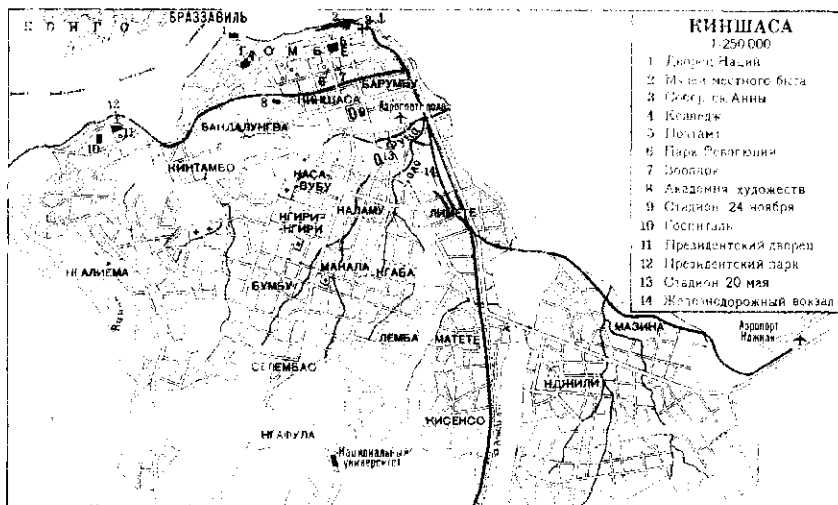 КОНГО
БРАЗЗАВИЛЬ
ГОМБЕ
БАРУМБУ
КИНШАСА
БАНДАЛУНГВА
КИНТАМБО
НАСА-
ВУБУ
НГИРИ-
НГИРИ
НАЛАМУ
ЛИМЕТЕ
НГАЛИЕМА
БУМБУ
МАНАЛА
НГАБА
ЛЕМБА
МАТЕТЕ
СЕЛЕМБАО
НГАФУЛА
КИСЕНСО
Национальный
университет
МАЗИНА
НДЖИЛИ
Аэропорт
КИНШАСА
1:250 000
1 Дворец Наций
2 Музей местного быта
3 Собор св. Анны
4 Колледж
5 Почтамт
6 Парк Революции
7 Зоопарк
8 Академия художеств
9 Стадион 24 ноября
10 Госпиталь
11 Президентский дворец
12 Президентский парк
13 Стадион 20 мая
14 Железнодорожный вокзал